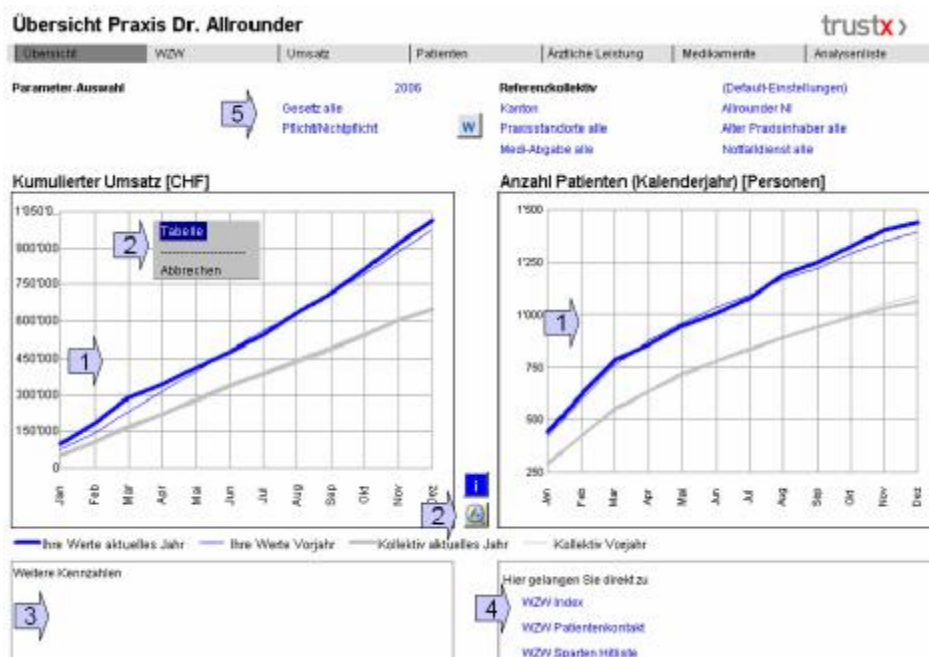 Übersicht Praxis Dr. Allrounder
trustx
Übersicht WZW Umsatz Patienten Ärztliche Leistung Medikamente Analysenliste
Parameter-Auswahl 2006 Referenzkollektiv (Default-Einstellungen)
5 Gesetz alle Kanton Allrounder NI
Pflicht/Nichtpflicht W Praxisstandorte alle Alter Praxisinhaber alle
Medi-Abgabe alle Notfalldienst alle
Kumulierter Umsatz [CHF]
1'050'0..
900'000
750'000
600'000
450'000
300'000
150'000
0
2
Tabelle
Abbrechen
1
Jan Feb Mär Apr Mai Jun Jul Aug Sep Okt Nov Dez
i
2
Anzahl Patienten (Kalenderjahr) [Personen]
1'500
1'250
1'000
750
500
250
1
Jan Feb Mar Apr Mai Jun Jul Aug Sep Okt Nov Dez
Ihre Werte aktuelles Jahr Ihre Werte Vorjahr Kollektiv aktuelles Jahr Kollektiv Vorjahr
Weitere Kennzahlen
3
Hier gelangen Sie direkt zu
4
WZW Index
WZW Patientenkontakt
WZW Sparten Hitliste